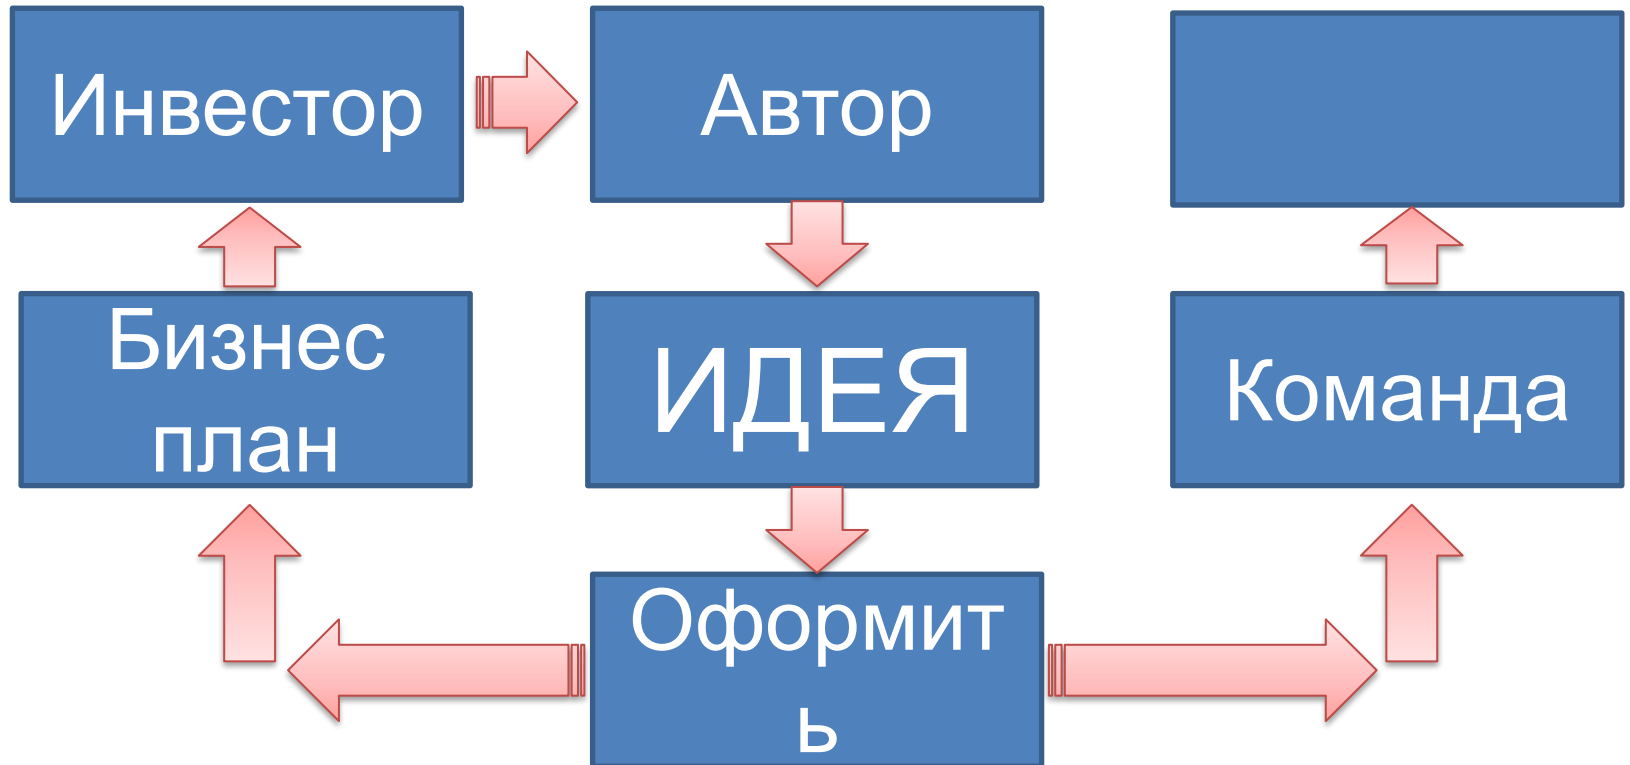 Инвестор
Автор
Бизнес
план
ИДЕЯ
Команда
Оформит
ь